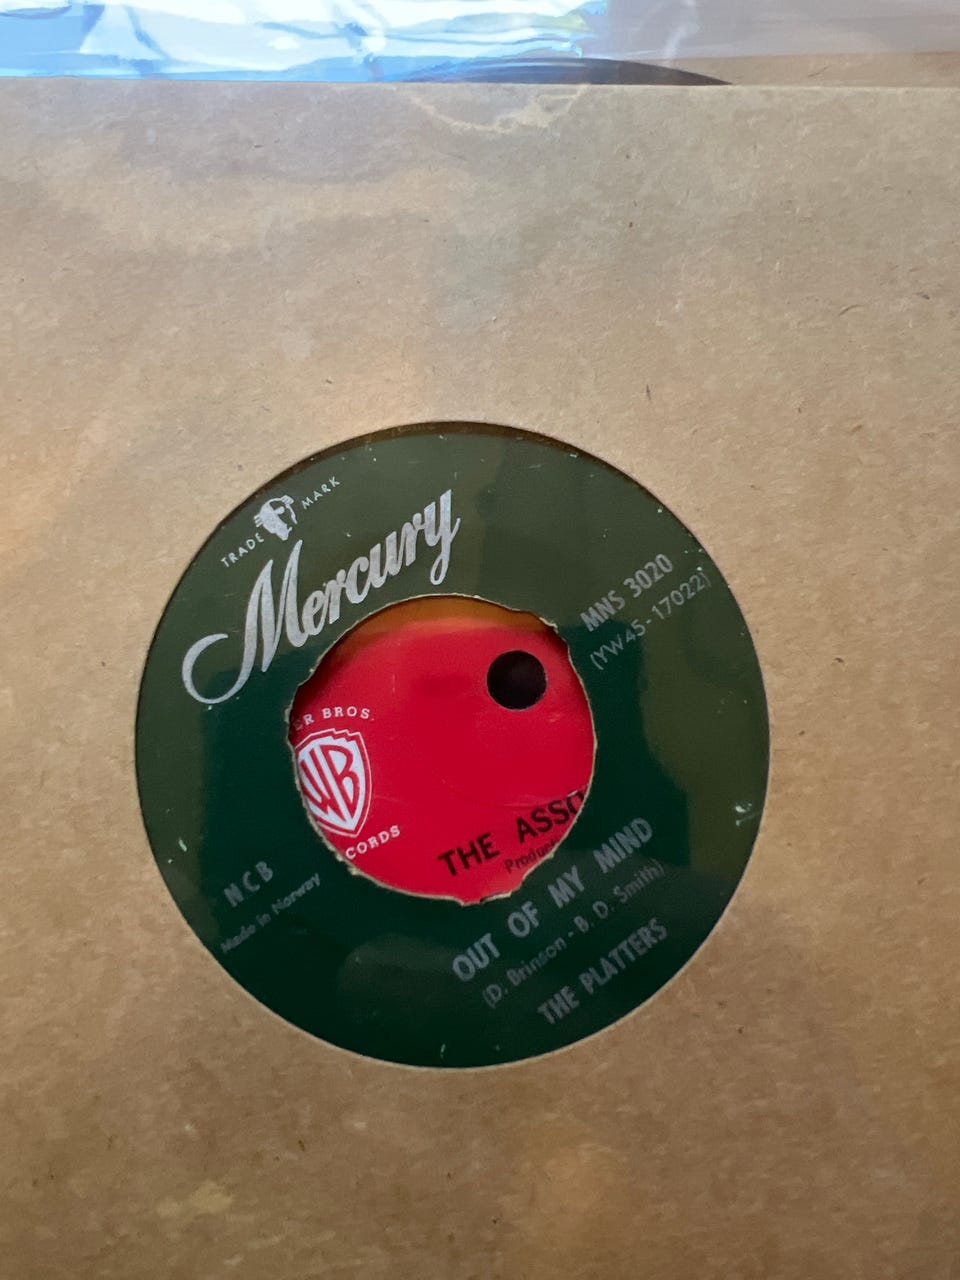 TRADE MARK
Mercury
MNS 3020
(YW45-17022)
ER BROS.
WB
CORDS
THE ASSO
NCB
Made in Norway
OUT OF MY MIND
(D. Brinson - B. D. Smith)
THE PLATTERS